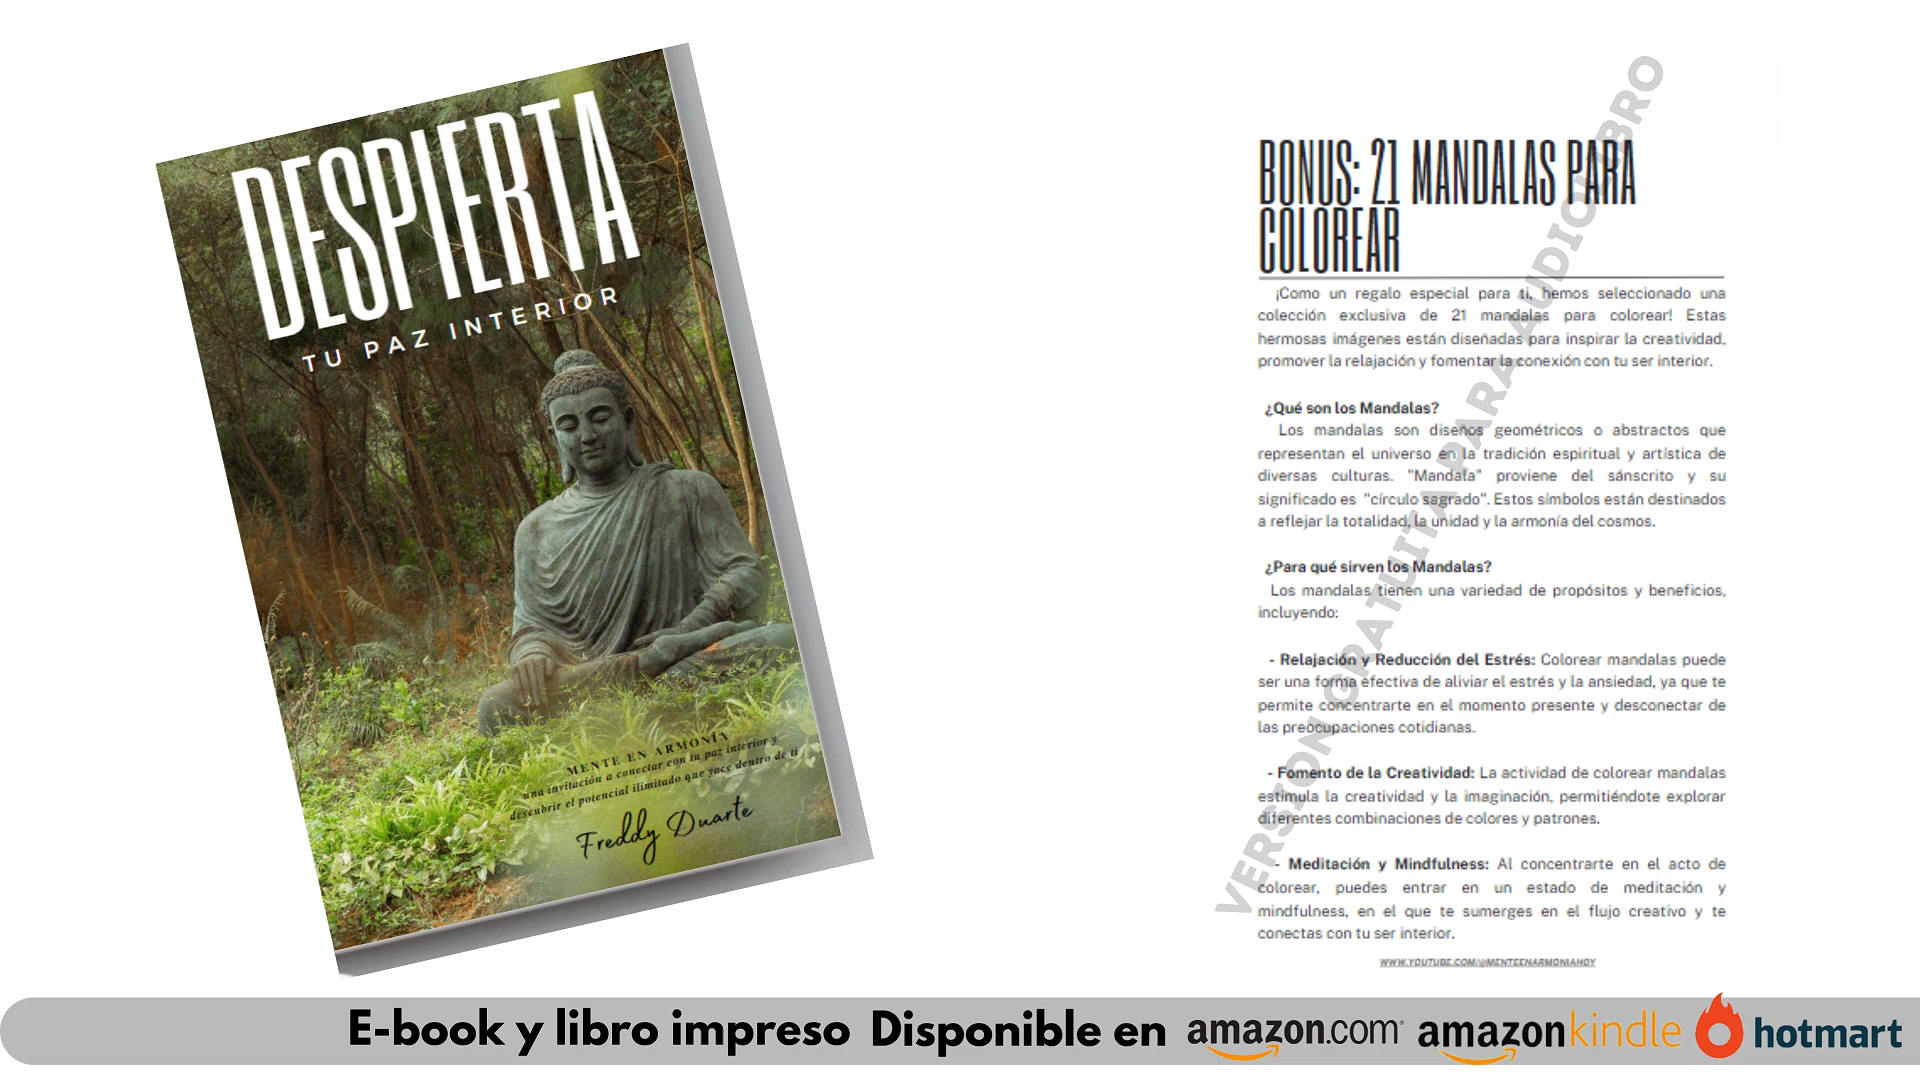 DESPIERTA
TU PAZ INTERIOR
MENTE EN ARMONÍA
una invitación a conectar con tu paz interior y
descubrir el potencial ilimitado que yace dentro de ti
Freddy Duarte
BONUS: 21 MANDALAS PARA
COLOREAR
¡Como un regalo especial para ti, hemos seleccionado una
colección exclusiva de 21 mandalas para colorear! Estas
hermosas imágenes están diseñadas para inspirar la creatividad,
promover la relajación y fomentar la conexión con tu ser interior.
¿Qué son los Mandalas?
Los mandalas son diseños geométricos o abstractos que
representan el universo en la tradición espiritual y artística de
diversas culturas. "Mandala" proviene del sánscrito y su
significado es "círculo sagrado". Estos símbolos están destinados
a reflejar la totalidad, la unidad y la armonía del cosmos.
¿Para qué sirven los Mandalas?
Los mandalas tienen una variedad de propósitos y beneficios,
incluyendo:
- Relajación y Reducción del Estrés: Colorear mandalas puede
ser una forma efectiva de aliviar el estrés y la ansiedad, ya que te
permite concentrarte en el momento presente y desconectar de
las preocupaciones cotidianas.
- Fomento de la Creatividad: La actividad de colorear mandalas
estimula la creatividad y la imaginación, permitiéndote explorar
diferentes combinaciones de colores y patrones.
- Meditación y Mindfulness: Al concentrarte en el acto de
colorear, puedes entrar en un estado de meditación y
mindfulness, en el que te sumerges en el flujo creativo y te
conectas con tu ser interior.
WWW.YOUTUBE.COM/@MENTEENARMONIAHOY
VERSION GRATUITA PARA AUDIOLIBRO
E-book y libro impreso Disponible en amazon.com amazonkindle hotmart